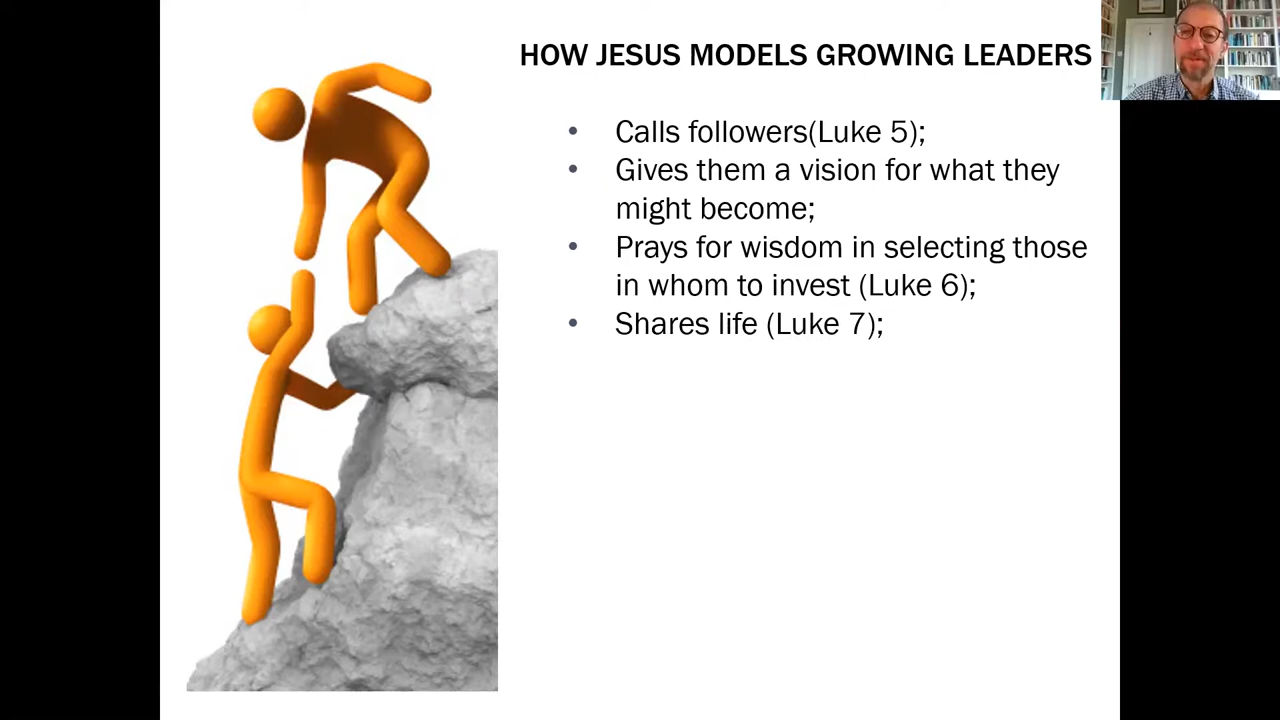 HOW JESUS MODELS GROWING LEADERS
• Calls followers(Luke 5);
• Gives them a vision for what they
might become;
• Prays for wisdom in selecting those
in whom to invest (Luke 6);
• Shares life (Luke 7);